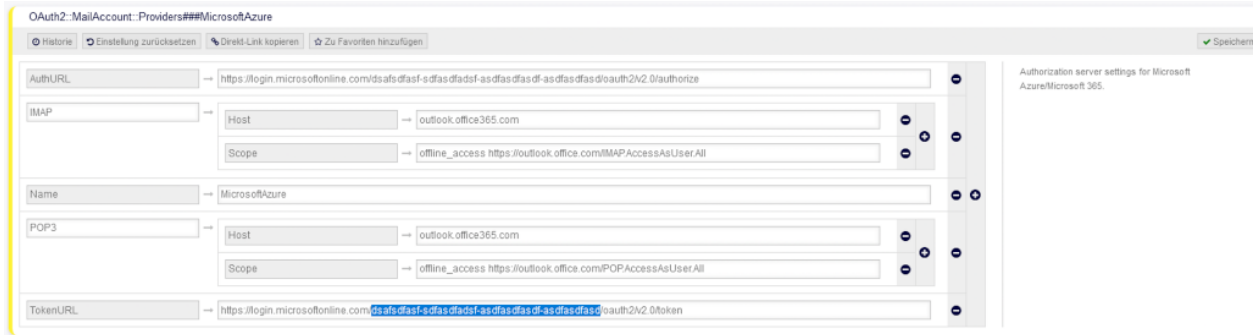 OAuth2::MailAccount::Providers###MicrosoftAzure
Historie Einstellung zurücksetzen Direkt-Link kopieren Zu Favoriten hinzufügen Speichern
AuthURL → https://login.microsoftonline.com/dsafsdfasf-sdfasdfadsf-asdfasdfasdf-asdfasdfasd/oauth2/v2.0/authorize
Authorization server settings for Microsoft
Azure/Microsoft 365.
IMAP →
Host → outlook.office365.com
Scope → offline_access https://outlook.office.com/IMAP.AccessAsUser.All
Name → MicrosoftAzure
POP3 →
Host → outlook.office365.com
Scope → offline_access https://outlook.office.com/POP.AccessAsUser.All
TokenURL → https://login.microsoftonline.com/dsafsdfasf-sdfasdfadsf-asdfasdfasdf-asdfasdfasd/oauth2/v2.0/token